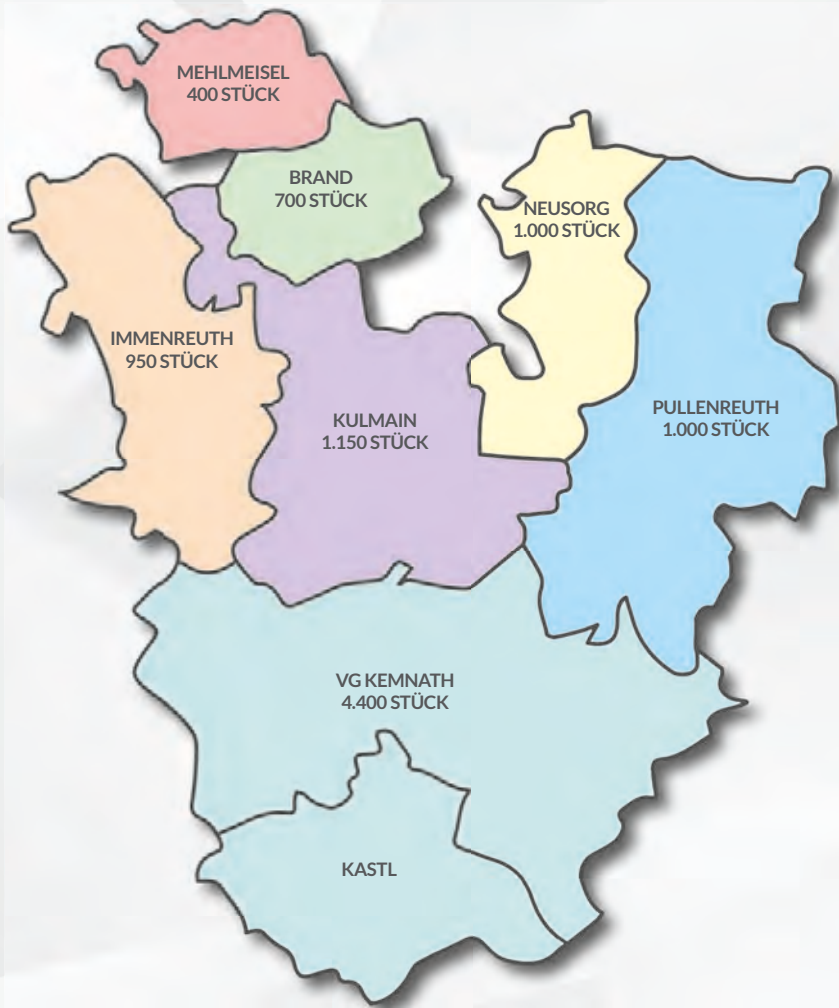 MEHLMEISEL
400 STÜCK
BRAND
700 STÜCK
NEUSORG
1.000 STÜCK
IMMENREUTH
950 STÜCK
KULMAIN
1.150 STÜCK
PULLENREUTH
1.000 STÜCK
VG KEMNATH
4.400 STÜCK
KASTL